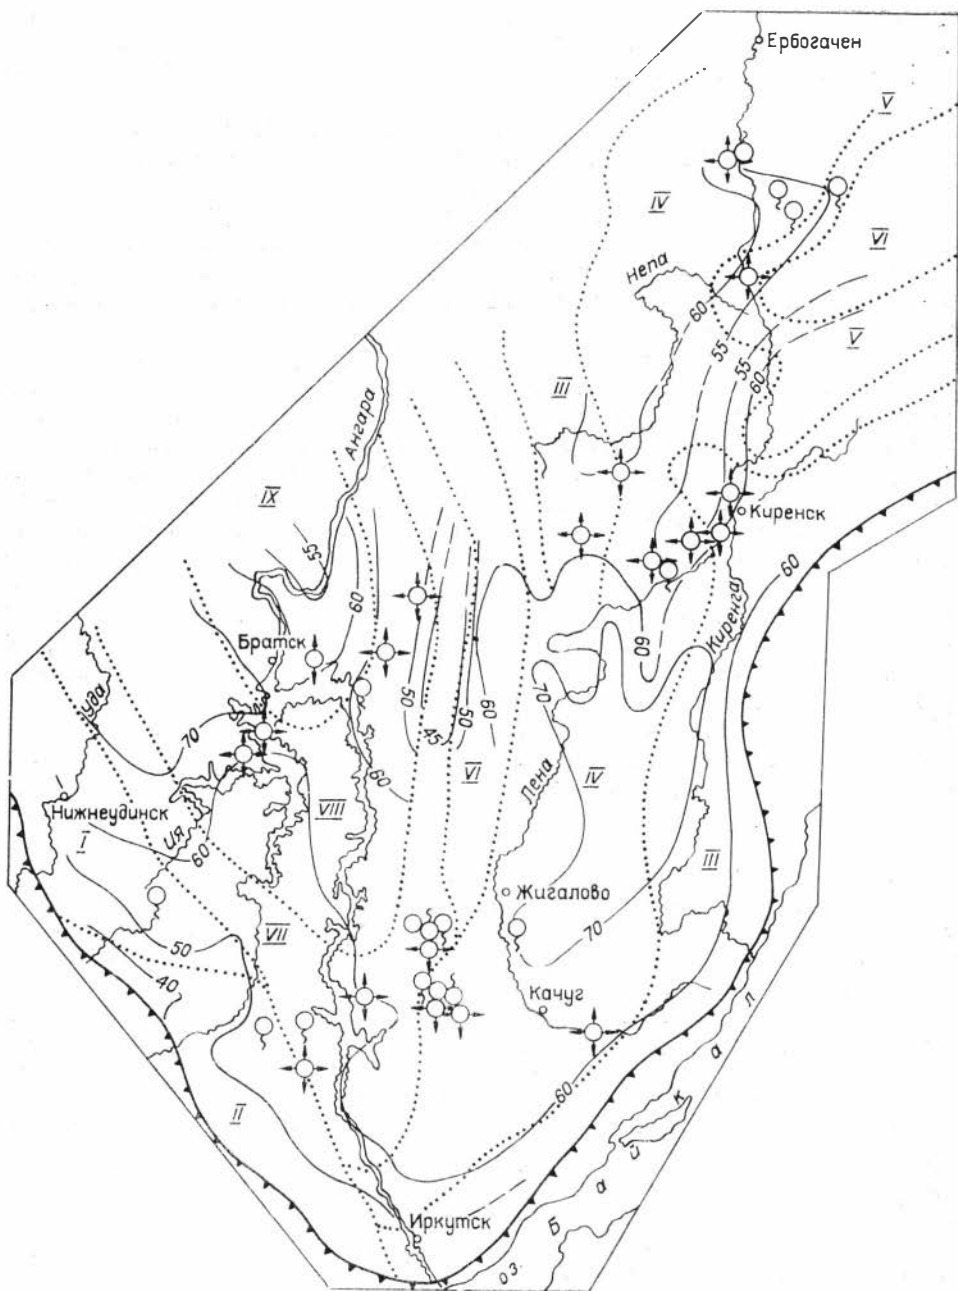 Ербогачен
V
IV
VI
Непа
60
55
V
55
60
III
Ангара
IX
Киренск
55
60
60
Киренга
60
Братск
Уда
70
50
45
50
60
70
VI
Лена
IV
60
VIII
Нижнеудинск
I
Ия
60
III
Жигалово
VII
50
70
40
Качуг
60
II
Иркутск
оз. Байкал